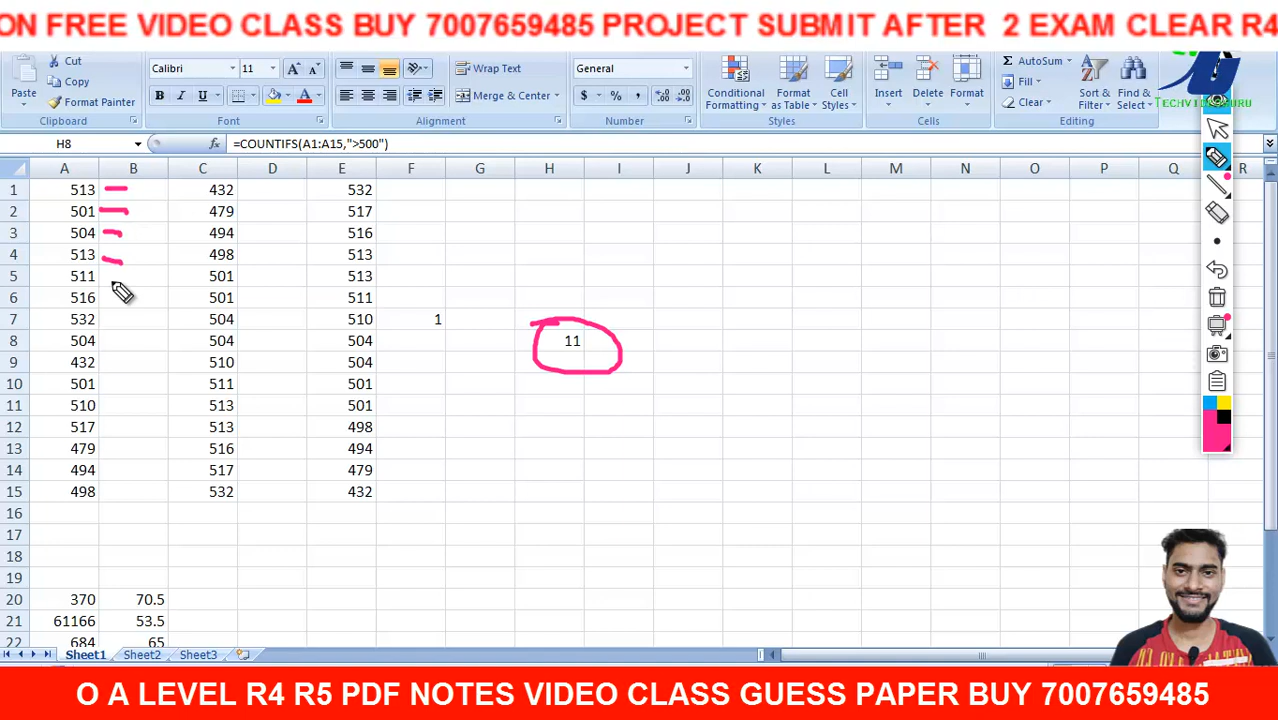 ON FREE VIDEO CLASS BUY 7007659485 PROJECT SUBMIT AFTER 2 EXAM CLEAR R4
Cut
Copy
Format Painter
Paste
Calibri 11
B I U
Wrap Text
Merge & Center
General
$ % ,
Conditional Formatting
Format as Table
Cell Styles
Insert
Delete
Format
Σ AutoSum
Fill
Clear
Sort & Filter
Find & Select
Clipboard
Font
Alignment
Number
Styles
Cells
Editing
H8 fx =COUNTIFS(A1:A15,">500")
A B C D E F G H I J K L M N O P Q R
1 513 432 532
2 501 479 517
3 504 494 516
4 513 498 513
5 511 501 513
6 516 501 511
7 532 504 510 1
8 504 504 504 11
9 432 510 504
10 501 511 501
11 510 513 501
12 517 513 498
13 479 516 494
14 494 517 479
15 498 532 432
16
17
18
19
20 370 70.5
21 61166 53.5
22 684 65
Sheet1 Sheet2 Sheet3
O A LEVEL R4 R5 PDF NOTES VIDEO CLASS GUESS PAPER BUY 7007659485